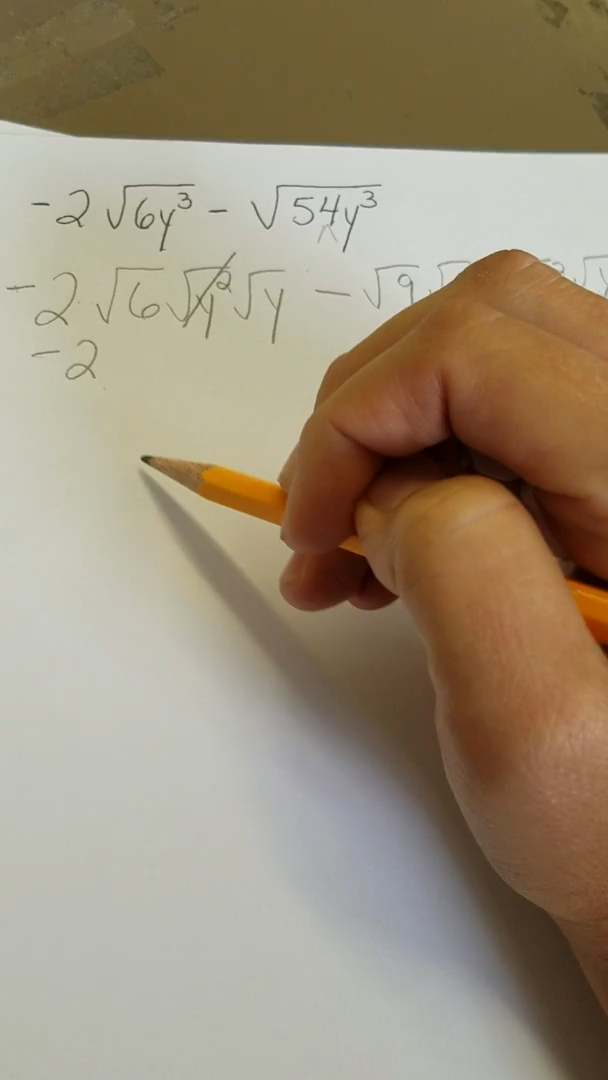 -2 √6y³ - √54y³
-2 √6 √y² √y - √9 √
-2